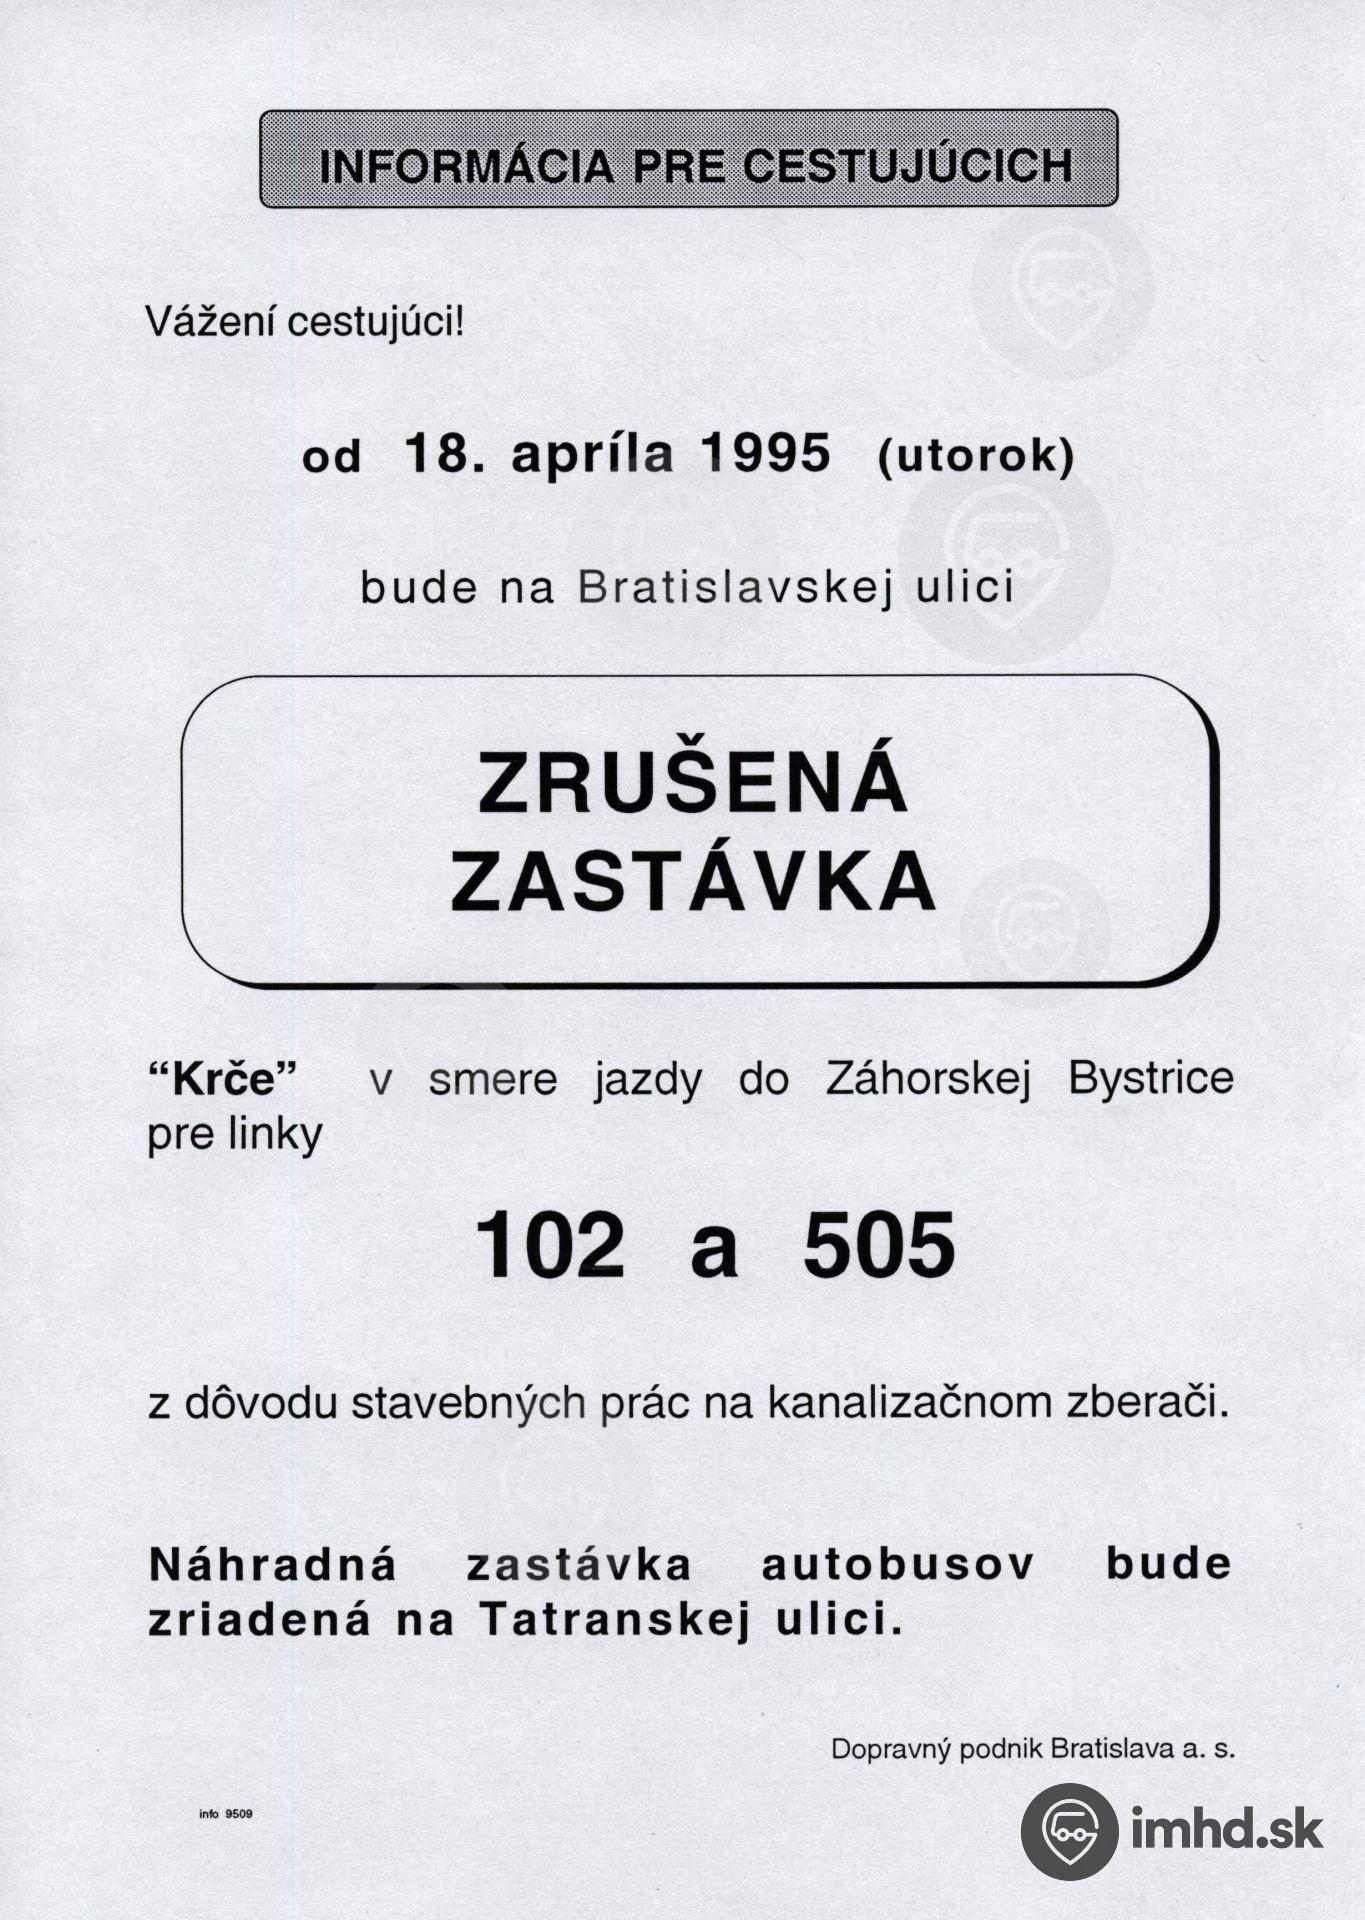 INFORMÁCIA PRE CESTUJÚCICH
Vážení cestujúci!
od 18. apríla 1995 (utorok)
bude na Bratislavskej ulici
ZRUŠENÁ
ZASTÁVKA
“Krče” v smere jazdy do Záhorskej Bystrice
pre linky
102 a 505
z dôvodu stavebných prác na kanalizačnom zberači.
Náhradná zastávka autobusov bude
zriadená na Tatranskej ulici.
Dopravný podnik Bratislava a. s.
info 9509
imhd.sk